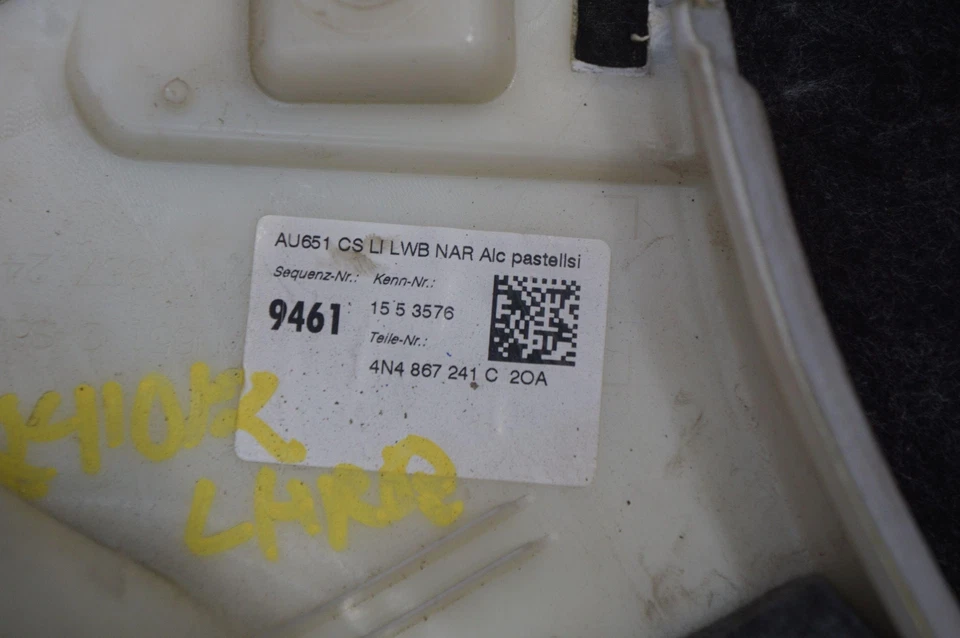 AU651 CS LI LWB NAR Alc pastellsi
Sequenz-Nr.: Kenn-Nr.:
9461 15 5 3576
Teile-Nr.:
4N4 867 241 C 2OA
LHRAP